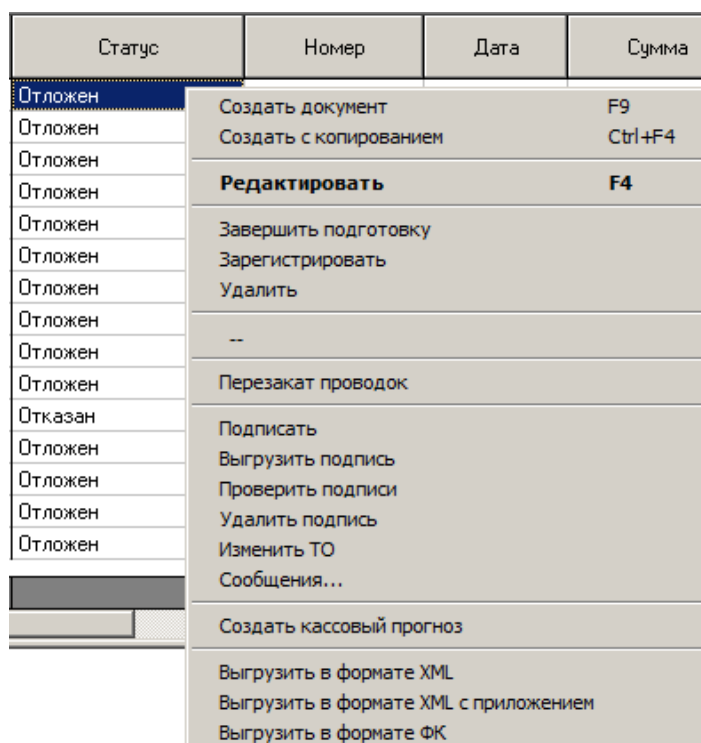 Статус Номер Дата Сумма
Отложен
Создать документ F9
Отложен
Создать с копированием Ctrl+F4
Отложен
Отложен
Редактировать F4
Отложен
Завершить подготовку
Отложен
Зарегистрировать
Отложен
Удалить
Отложен
Отложен
--
Отложен
Перезакат проводок
Отказан
Подписать
Отложен
Выгрузить подпись
Отложен
Проверить подписи
Отложен
Удалить подпись
Отложен
Изменить ТО
Сообщения...
Создать кассовый прогноз
Выгрузить в формате XML
Выгрузить в формате XML с приложением
Выгрузить в формате ФК